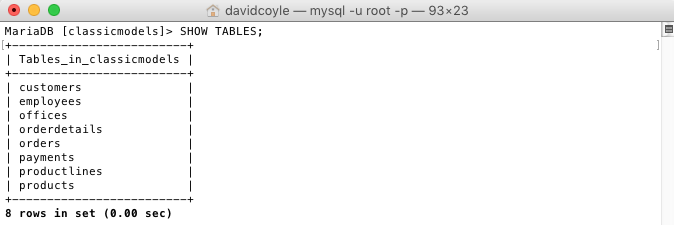 davidcoyle — mysql -u root -p — 93×23
MariaDB [classicmodels]> SHOW TABLES;
+-------------------------+
| Tables_in_classicmodels |
+-------------------------+
| customers               |
| employees               |
| offices                 |
| orderdetails            |
| orders                  |
| payments                |
| productlines            |
| products                |
+-------------------------+
8 rows in set (0.00 sec)